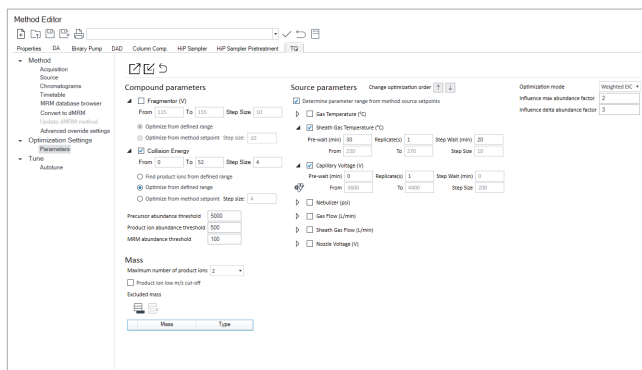 Method Editor
Properties DA Binary Pump DAD Column Comp. HiP Sampler HiP Sampler Pretreatment TQ
Method
Acquisition
Source
Chromatograms
Timetable
MRM database browser
Convert to dMRM
Update dMRM method
Advanced override settings
Optimization Settings
Parameters
Tune
Autotune
Compound parameters
Fragmentor (V)
From 115 To 155 Step Size 10
Optimize from defined range
Optimize from method setpoint Step size: 10
Collision Energy
From 0 To 52 Step Size 4
Find product ions from defined range
Optimize from defined range
Optimize from method setpoint Step size: 4
Precursor abundance threshold 5000
Product ion abundance threshold 500
MRM abundance threshold 100
Mass
Maximum number of product ions 2
Product ion low m/z cut-off
Excluded mass
Mass Type
Source parameters Change optimization order
Determine parameter range from method source setpoints
Gas Temperature (°C)
Sheath Gas Temperature (°C)
Pre-wait (min) 30 Replicate(s) 1 Step Wait (min) 20
From 230 To 270 Step Size 10
Capillary Voltage (V)
Pre-wait (min) 0 Replicate(s) 1 Step Wait (min) 0
From 3600 To 4400 Step Size 200
Nebulizer (psi)
Gas Flow (L/min)
Sheath Gas Flow (L/min)
Nozzle Voltage (V)
Optimization mode Weighted EIC
Influence max abundance factor 2
Influence delta abundance factor 3